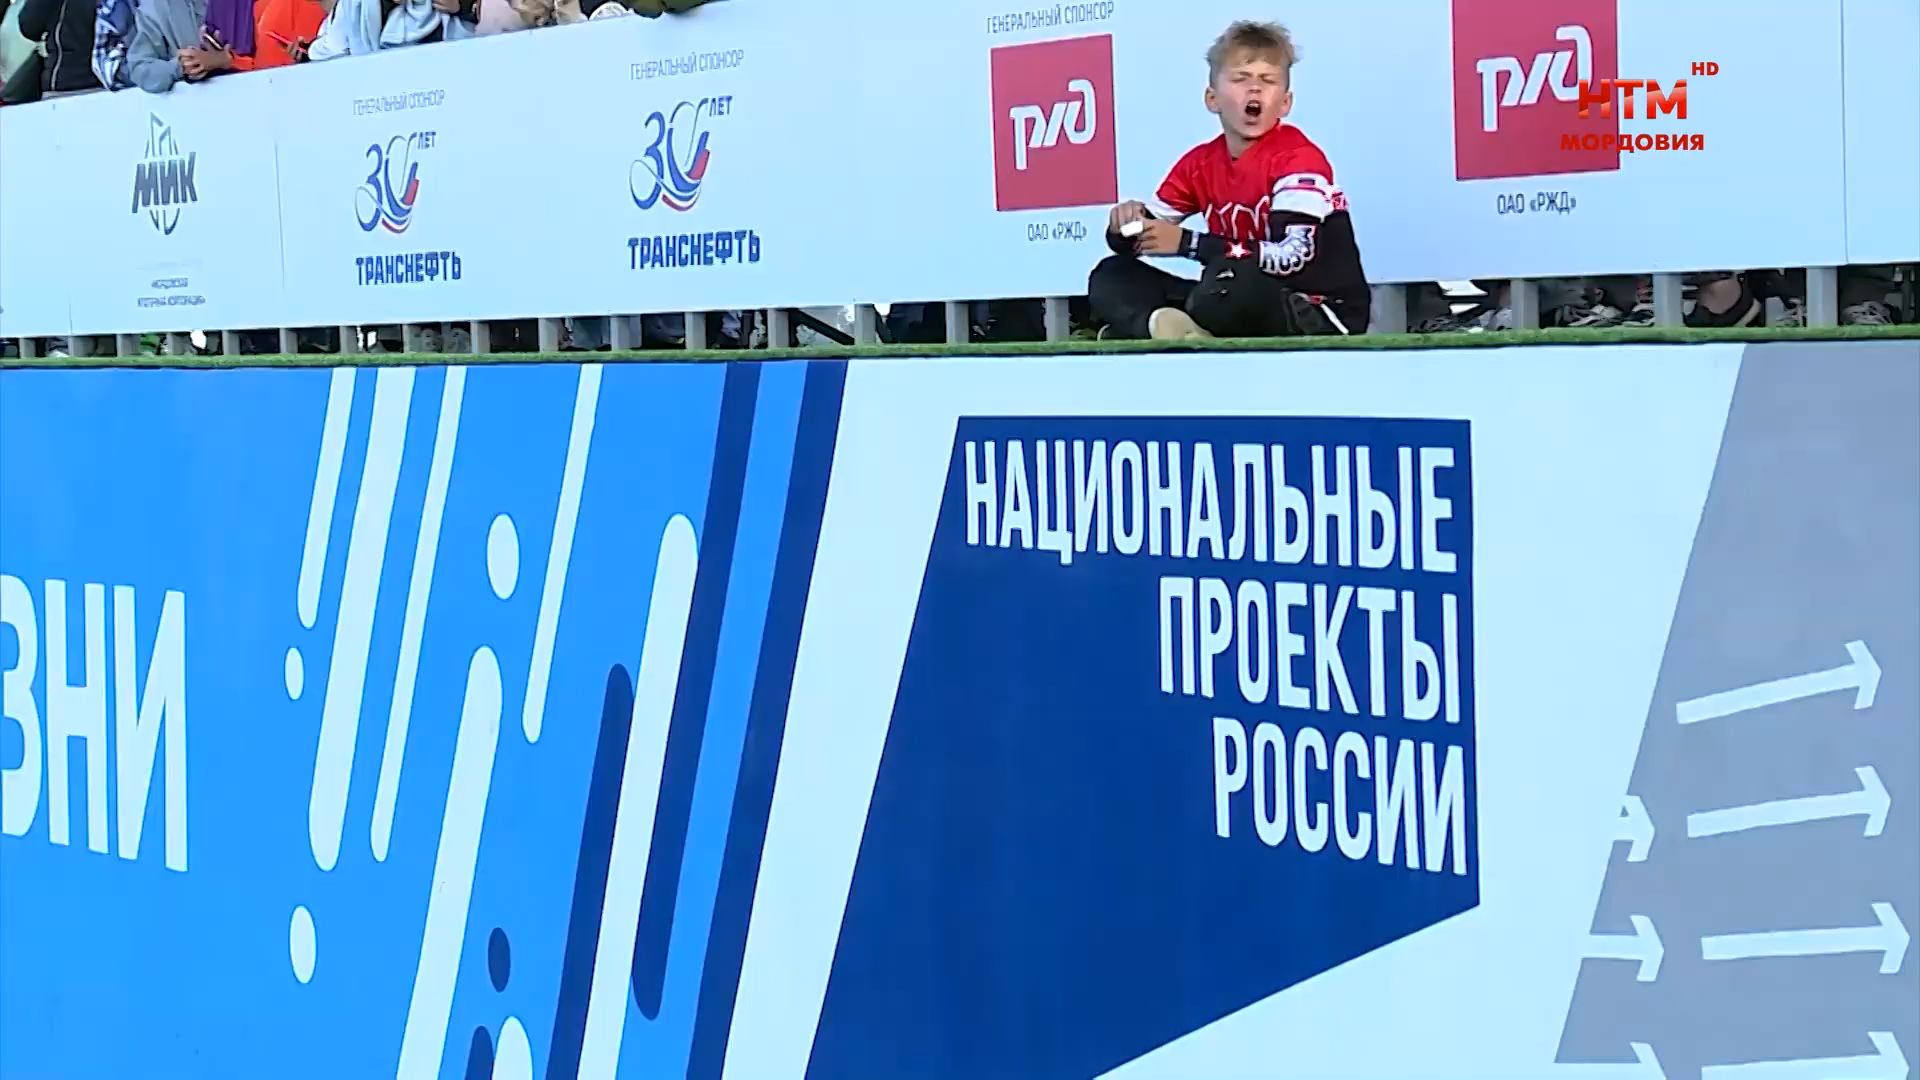 МИК
ГЕНЕРАЛЬНЫЙ СПОНСОР
30 ЛЕТ
ТРАНСНЕФТЬ
ГЕНЕРАЛЬНЫЙ СПОНСОР
30 ЛЕТ
ТРАНСНЕФТЬ
ГЕНЕРАЛЬНЫЙ СПОНСОР
РЖД
ОАО «РЖД»
РЖД
ОАО «РЖД»
НТМ HD
МОРДОВИЯ
ЗНИ
НАЦИОНАЛЬНЫЕ
ПРОЕКТЫ
РОССИИ